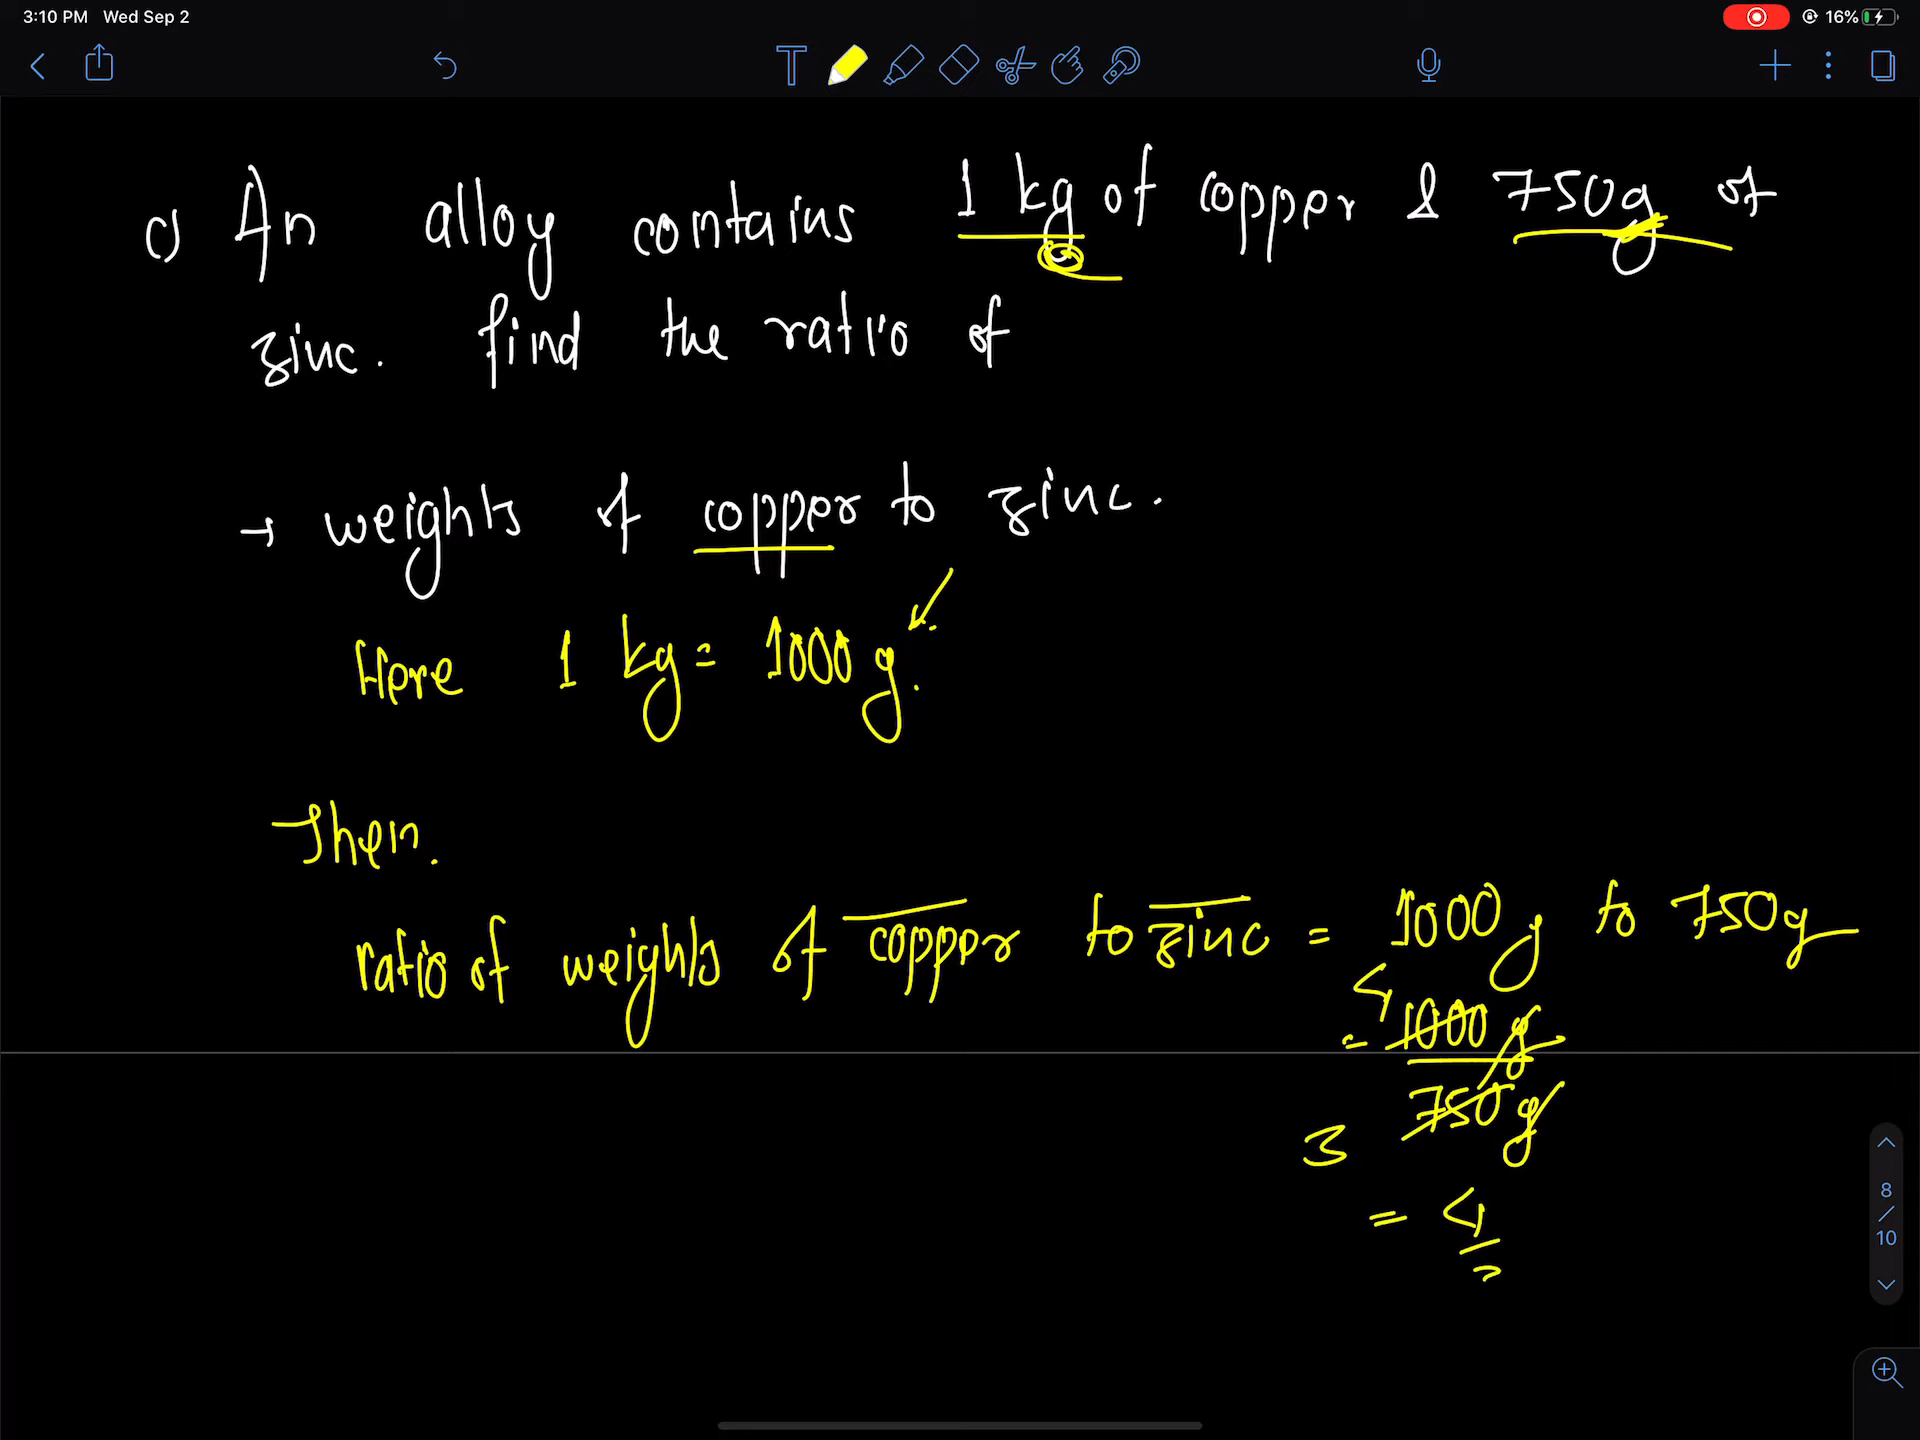 3:10 PM Wed Sep 2
16%
T
c) An alloy contains 1 kg of copper & 750g of
zinc. find the ratio of
→ weights of copper to zinc.
Here 1 kg = 1000 g.
Then.
ratio of weights of copper to zinc = 1000 g to 750g
4
= 1000 g
750 g
3
= 4
8
/
10